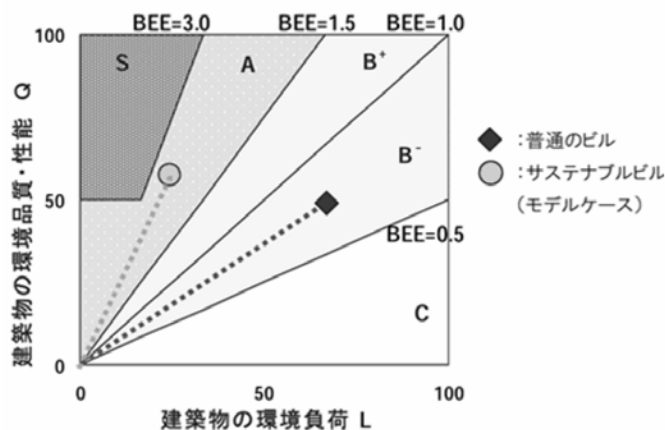 BEE=3.0 BEE=1.5 BEE=1.0
100
S
A
B⁺
建築物の環境品質・性能 Q
B⁻
◆ :普通のビル
:サステナブルビル
(モデルケース)
50
BEE=0.5
C
0
0 50 100
建築物の環境負荷 L